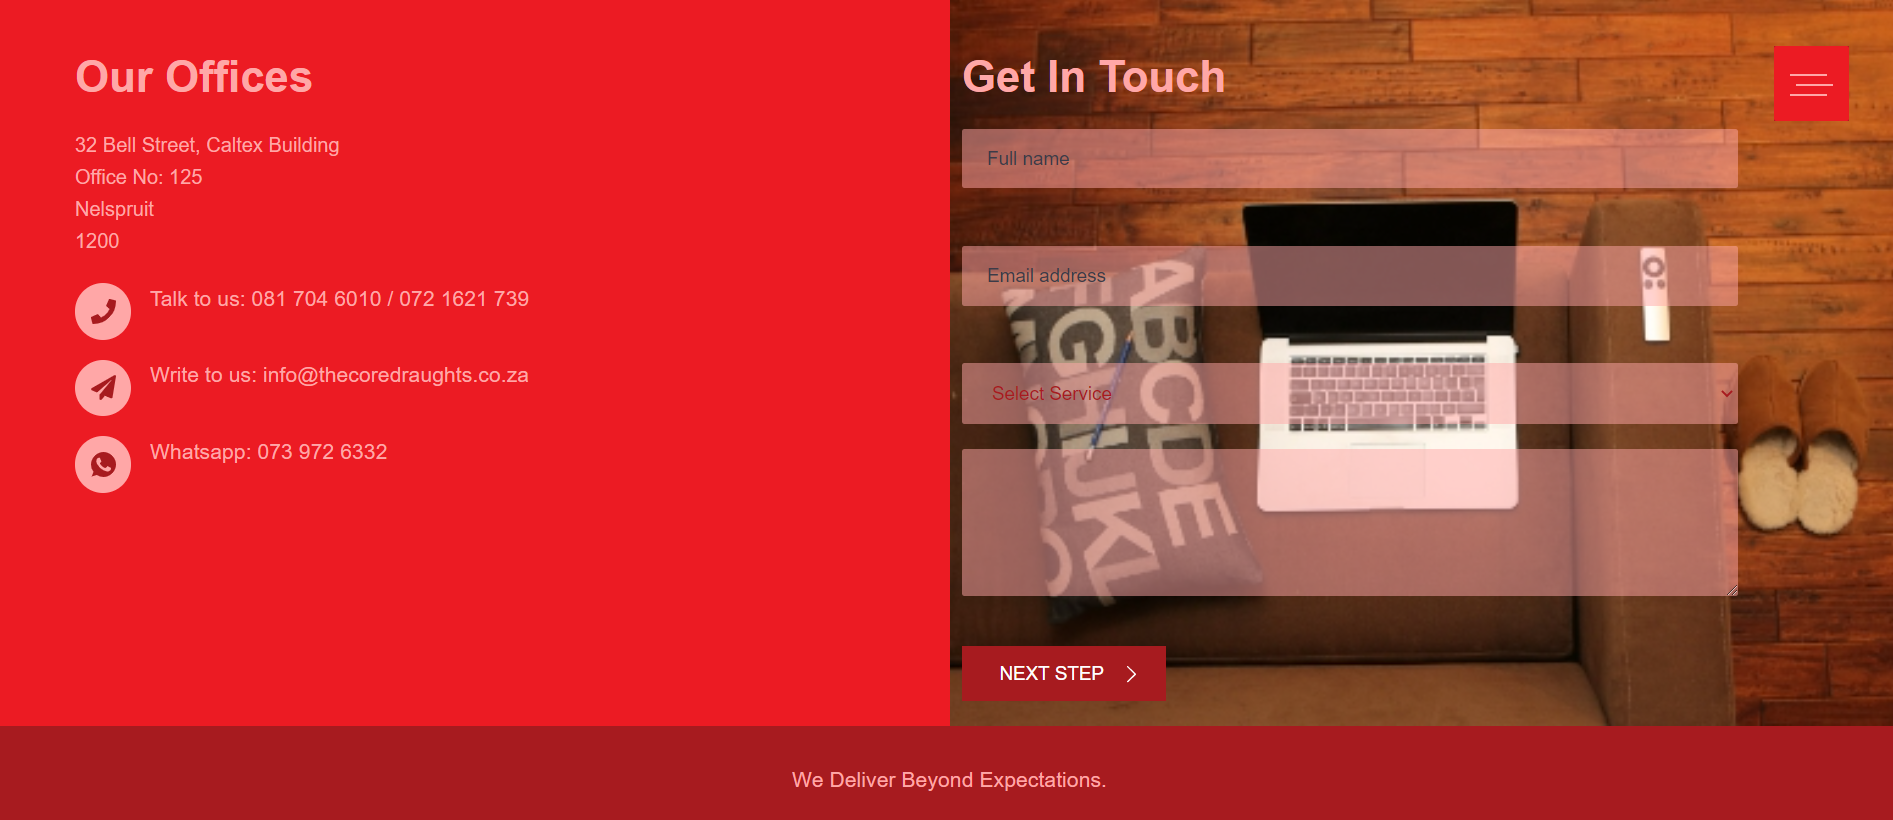 Our Offices
32 Bell Street, Caltex Building
Office No: 125
Nelspruit
1200
Talk to us: 081 704 6010 / 072 1621 739
Write to us: info@thecoredraughts.co.za
Whatsapp: 073 972 6332
Get In Touch
Full name
Email address
Select Service
ABCDE
FGHIJKL
NEXT STEP
We Deliver Beyond Expectations.